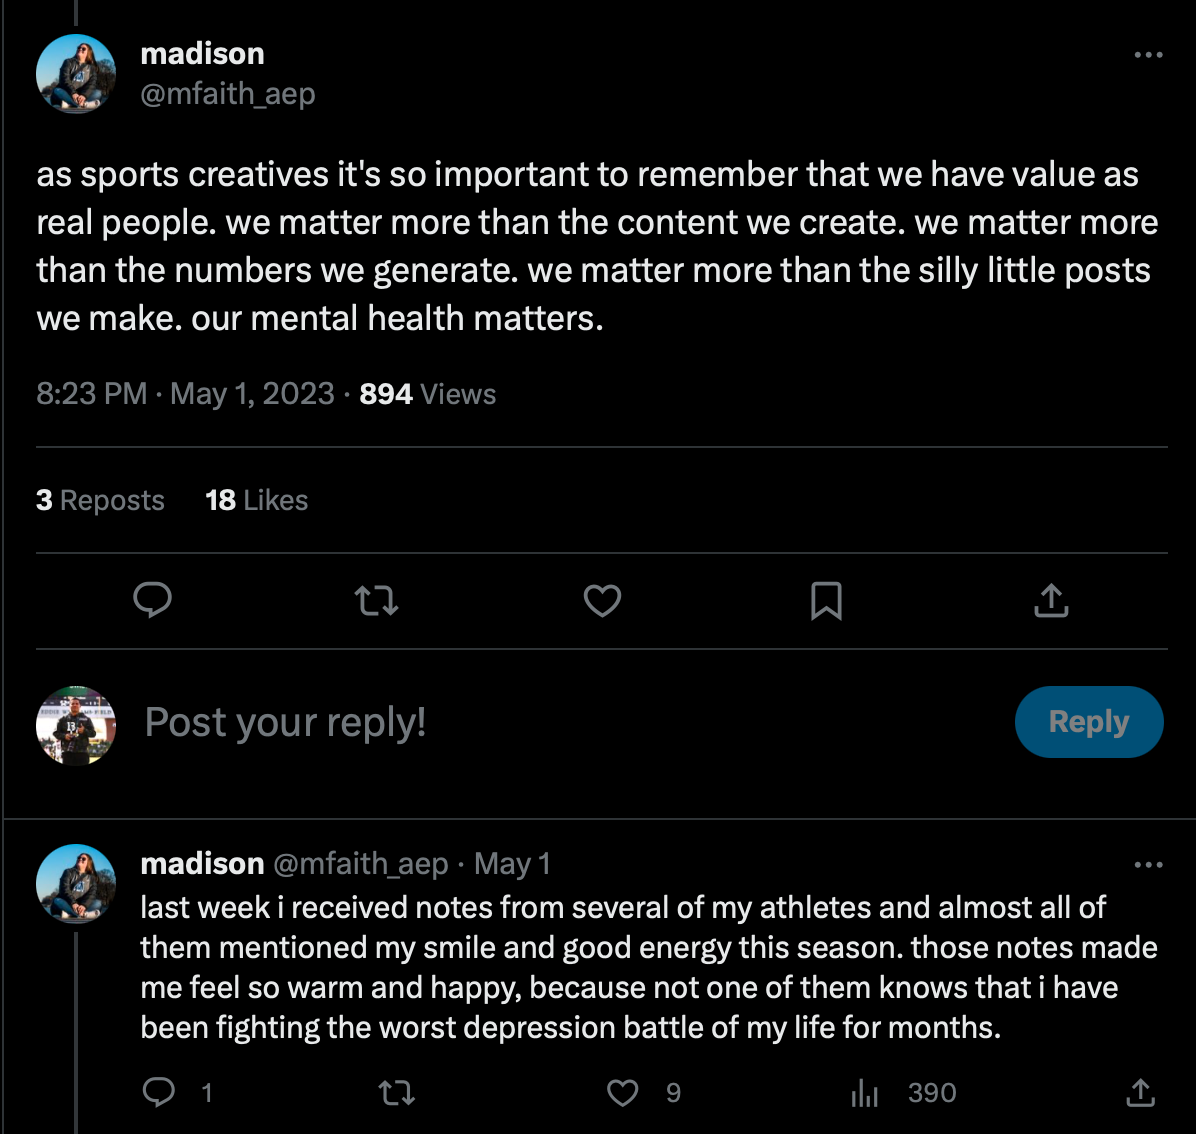 madison
@mfaith_aep
as sports creatives it's so important to remember that we have value as
real people. we matter more than the content we create. we matter more
than the numbers we generate. we matter more than the silly little posts
we make. our mental health matters.
8:23 PM · May 1, 2023 · 894 Views
3 Reposts 18 Likes
Post your reply!
Reply
madison @mfaith_aep · May 1
last week i received notes from several of my athletes and almost all of
them mentioned my smile and good energy this season. those notes made
me feel so warm and happy, because not one of them knows that i have
been fighting the worst depression battle of my life for months.
1 9 390